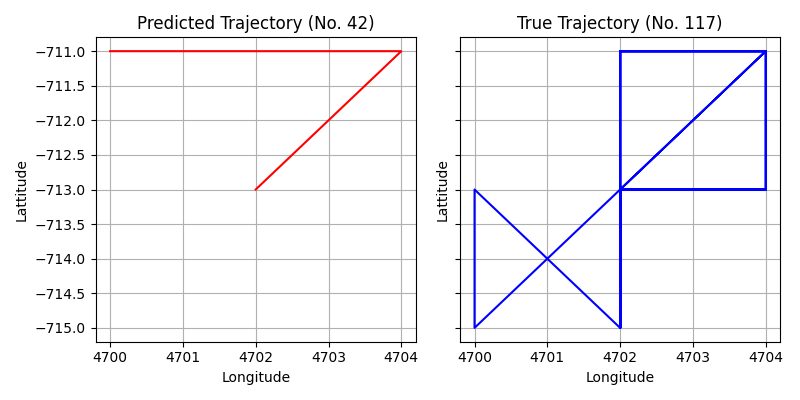 Predicted Trajectory (No. 42)
−711.0
−711.5
−712.0
−712.5
−713.0
−713.5
−714.0
−714.5
−715.0
Lattitude
4700 4701 4702 4703 4704
Longitude
True Trajectory (No. 117)
Lattitude
4700 4701 4702 4703 4704
Longitude